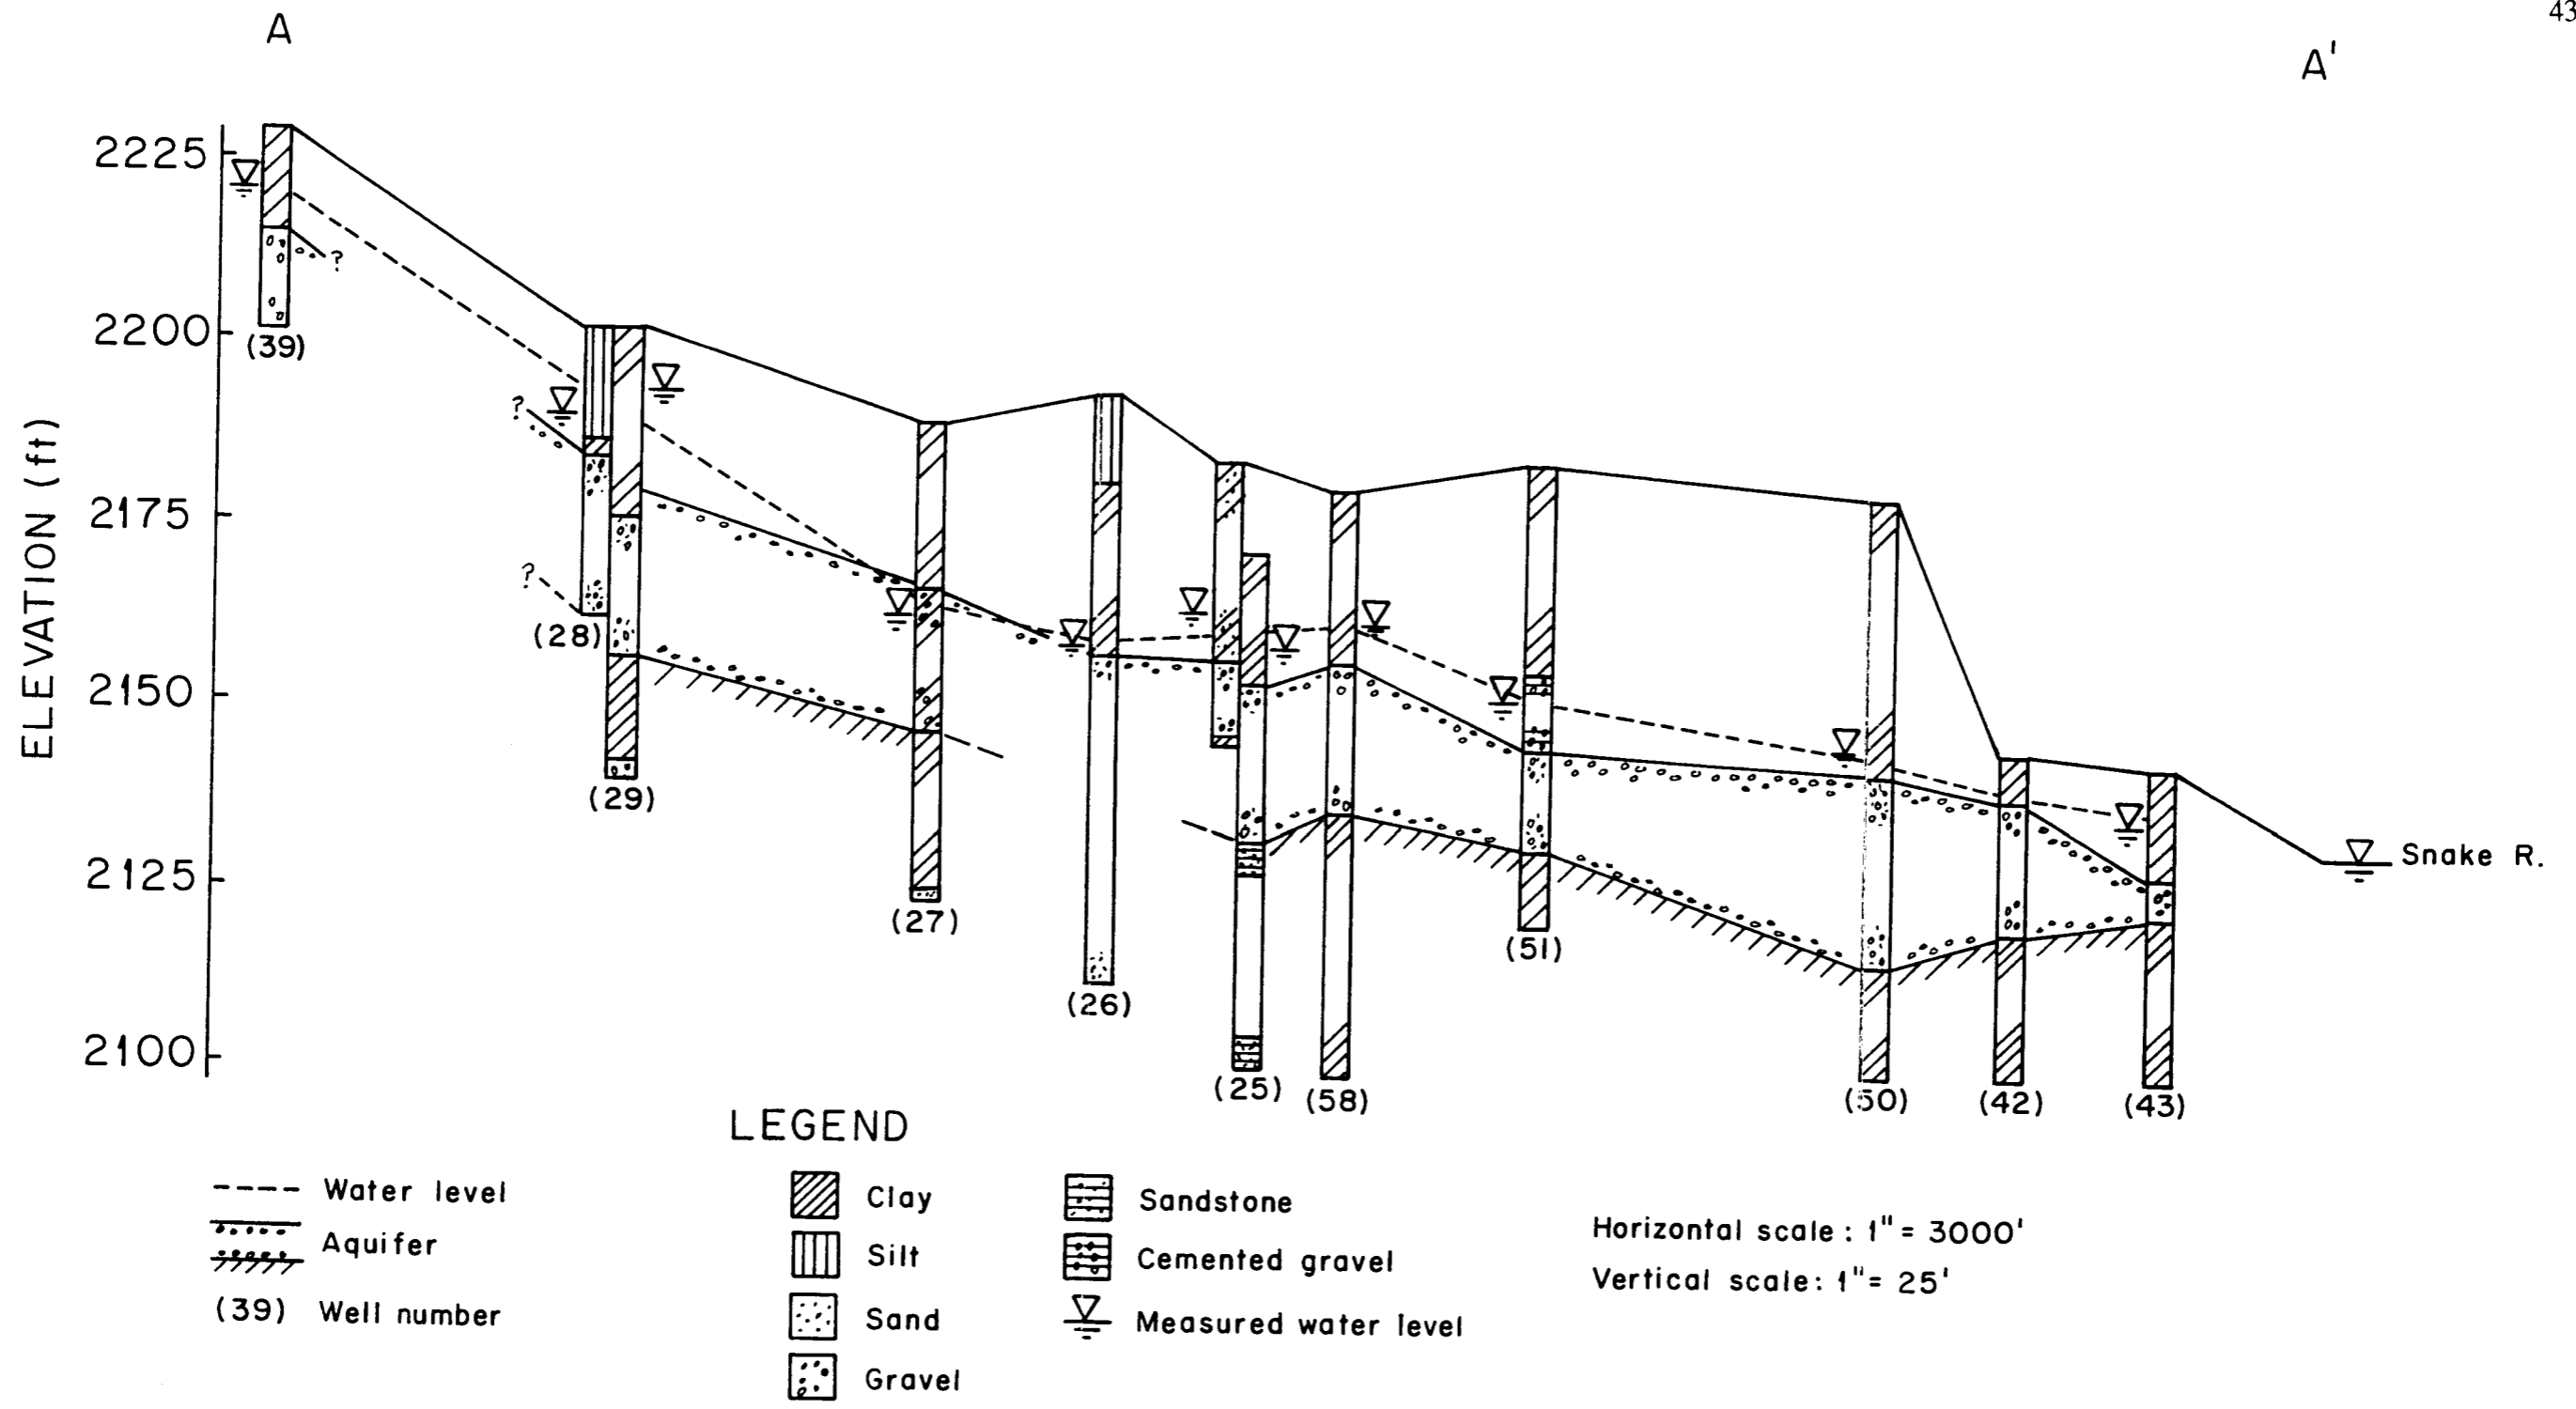 43
A
A'
ELEVATION (ft)
2225
2200
2175
2150
2125
2100
(39)
?
?
?
(28)
(29)
(27)
(26)
(25)
(58)
(51)
(50)
(42)
(43)
Snake R.
LEGEND
Water level
Aquifer
(39) Well number
Clay
Silt
Sand
Gravel
Sandstone
Cemented gravel
Measured water level
Horizontal scale: 1" = 3000'
Vertical scale: 1" = 25'